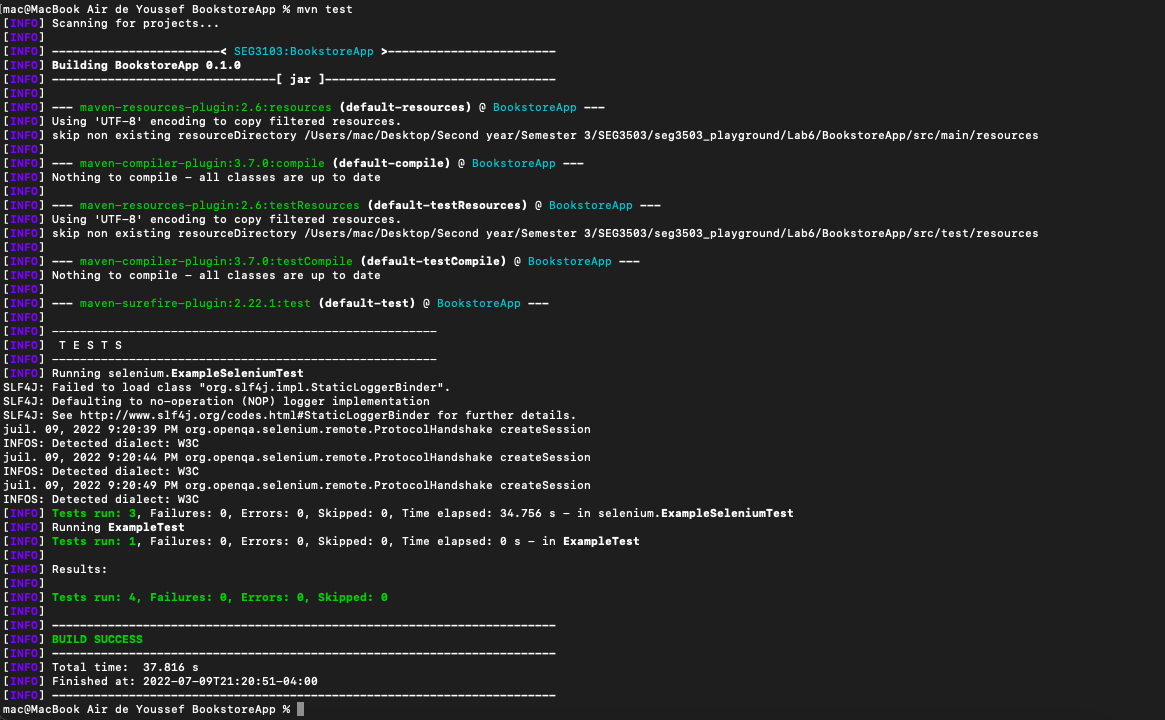 mac@MacBook Air de Youssef BookstoreApp % mvn test
[INFO] Scanning for projects...
[INFO]
[INFO] ------------------------< SEG3103:BookstoreApp >------------------------
[INFO] Building BookstoreApp 0.1.0
[INFO] --------------------------------[ jar ]---------------------------------
[INFO]
[INFO] --- maven-resources-plugin:2.6:resources (default-resources) @ BookstoreApp ---
[INFO] Using 'UTF-8' encoding to copy filtered resources.
[INFO] skip non existing resourceDirectory /Users/mac/Desktop/Second year/Semester 3/SEG3503/seg3503_playground/Lab6/BookstoreApp/src/main/resources
[INFO]
[INFO] --- maven-compiler-plugin:3.7.0:compile (default-compile) @ BookstoreApp ---
[INFO] Nothing to compile - all classes are up to date
[INFO]
[INFO] --- maven-resources-plugin:2.6:testResources (default-testResources) @ BookstoreApp ---
[INFO] Using 'UTF-8' encoding to copy filtered resources.
[INFO] skip non existing resourceDirectory /Users/mac/Desktop/Second year/Semester 3/SEG3503/seg3503_playground/Lab6/BookstoreApp/src/test/resources
[INFO]
[INFO] --- maven-compiler-plugin:3.7.0:testCompile (default-testCompile) @ BookstoreApp ---
[INFO] Nothing to compile - all classes are up to date
[INFO]
[INFO] --- maven-surefire-plugin:2.22.1:test (default-test) @ BookstoreApp ---
[INFO]
[INFO] -------------------------------------------------------
[INFO]  T E S T S
[INFO] -------------------------------------------------------
[INFO] Running selenium.ExampleSeleniumTest
SLF4J: Failed to load class "org.slf4j.impl.StaticLoggerBinder".
SLF4J: Defaulting to no-operation (NOP) logger implementation
SLF4J: See http://www.slf4j.org/codes.html#StaticLoggerBinder for further details.
juil. 09, 2022 9:20:39 PM org.openqa.selenium.remote.ProtocolHandshake createSession
INFOS: Detected dialect: W3C
juil. 09, 2022 9:20:44 PM org.openqa.selenium.remote.ProtocolHandshake createSession
INFOS: Detected dialect: W3C
juil. 09, 2022 9:20:49 PM org.openqa.selenium.remote.ProtocolHandshake createSession
INFOS: Detected dialect: W3C
[INFO] Tests run: 3, Failures: 0, Errors: 0, Skipped: 0, Time elapsed: 34.756 s - in selenium.ExampleSeleniumTest
[INFO] Running ExampleTest
[INFO] Tests run: 1, Failures: 0, Errors: 0, Skipped: 0, Time elapsed: 0 s - in ExampleTest
[INFO]
[INFO] Results:
[INFO]
[INFO] Tests run: 4, Failures: 0, Errors: 0, Skipped: 0
[INFO]
[INFO] ------------------------------------------------------------------------
[INFO] BUILD SUCCESS
[INFO] ------------------------------------------------------------------------
[INFO] Total time:  37.816 s
[INFO] Finished at: 2022-07-09T21:20:51-04:00
[INFO] ------------------------------------------------------------------------
mac@MacBook Air de Youssef BookstoreApp %